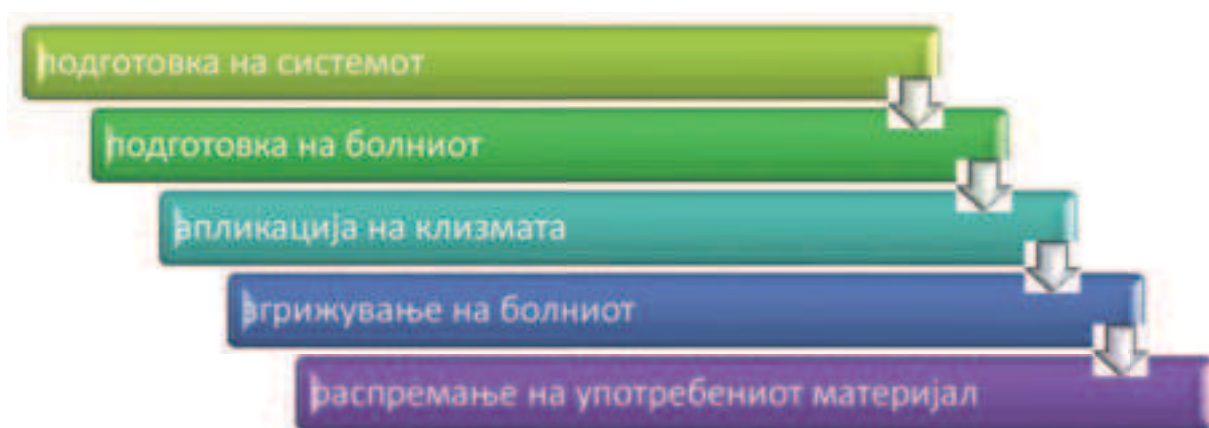 подготовка на системот
подготовка на болниот
апликација на клизмата
згрижување на болниот
распремање на употребениот материјал